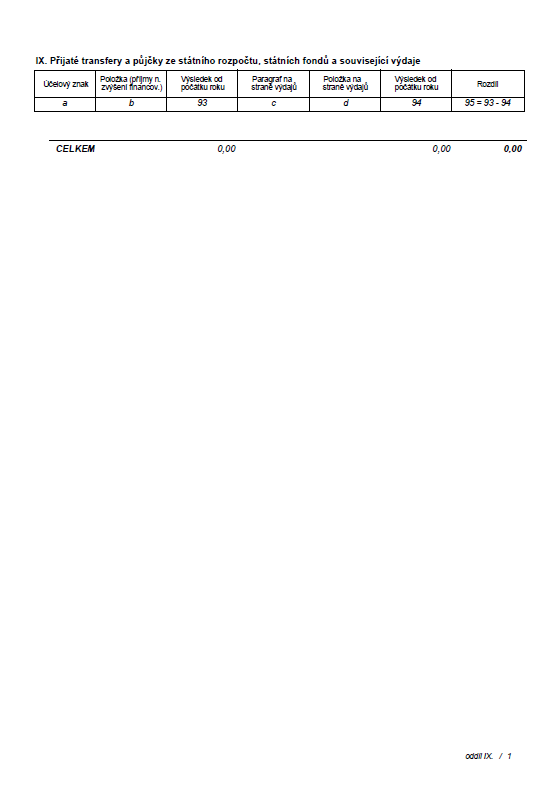 IX. Přijaté transfery a půjčky ze státního rozpočtu, státních fondů a související výdaje
Účelový znak Položka (příjmy n. zvýšení financov.) Výsledek od počátku roku Paragraf na straně výdajů Položka na straně výdajů Výsledek od počátku roku Rozdíl
a b 93 c d 94 95 = 93 - 94
CELKEM 0,00 0,00 0,00
oddíl IX. / 1